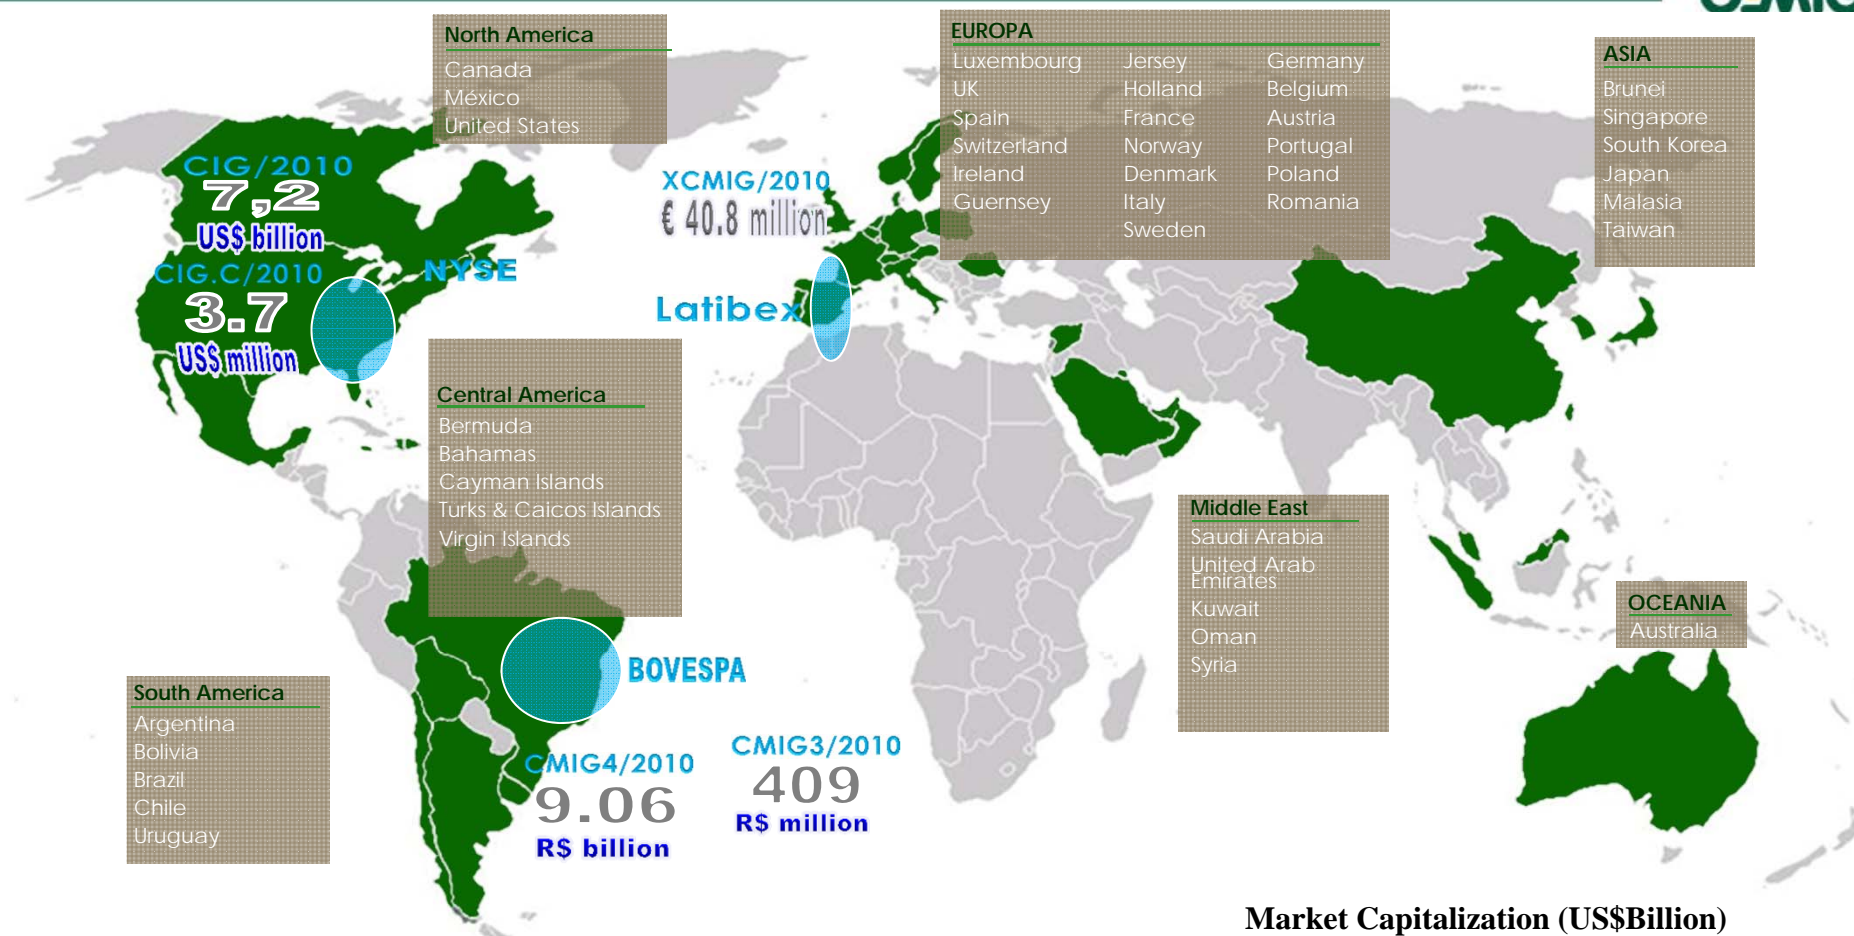 North America
Canada
México
United States
EUROPA
Luxembourg Jersey Germany
UK Holland Belgium
Spain France Austria
Switzerland Norway Portugal
Ireland Denmark Poland
Guernsey Italy Romania
Sweden
ASIA
Brunei
Singapore
South Korea
Japan
Malasia
Taiwan
CIG/2010
7,2
US$ billion
CIG.C/2010
3.7
US$ million
NYSE
XCMIG/2010
€ 40.8 million
Latibex
Central America
Bermuda
Bahamas
Cayman Islands
Turks & Caicos Islands
Virgin Islands
Middle East
Saudi Arabia
United Arab
Emirates
Kuwait
Oman
Syria
OCEANIA
Australia
BOVESPA
South America
Argentina
Bolivia
Brazil
Chile
Uruguay
CMIG4/2010
9.06
R$ billion
CMIG3/2010
409
R$ million
Market Capitalization (US$Billion)